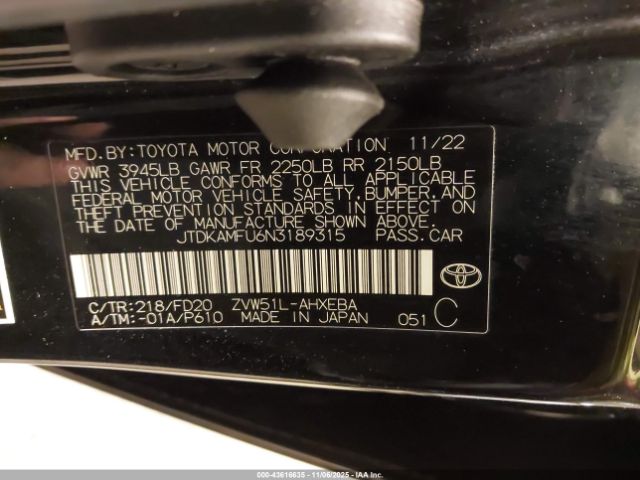 MFD. BY: TOYOTA MOTOR CORPORATION 11/22
GVWR 3945LB GAWR FR 2250LB RR 2150LB
THIS VEHICLE CONFORMS TO ALL APPLICABLE
FEDERAL MOTOR VEHICLE SAFETY, BUMPER, AND
THEFT PREVENTION STANDARDS IN EFFECT ON
THE DATE OF MANUFACTURE SHOWN ABOVE.
JTDKAMFU6N3189315 PASS. CAR
C/TR: 218/FD20 ZVW51L-AHXEBA
A/TM: -01A/P610 MADE IN JAPAN 051 C
000-43616635 - 11/06/2025 - IAAI.COM